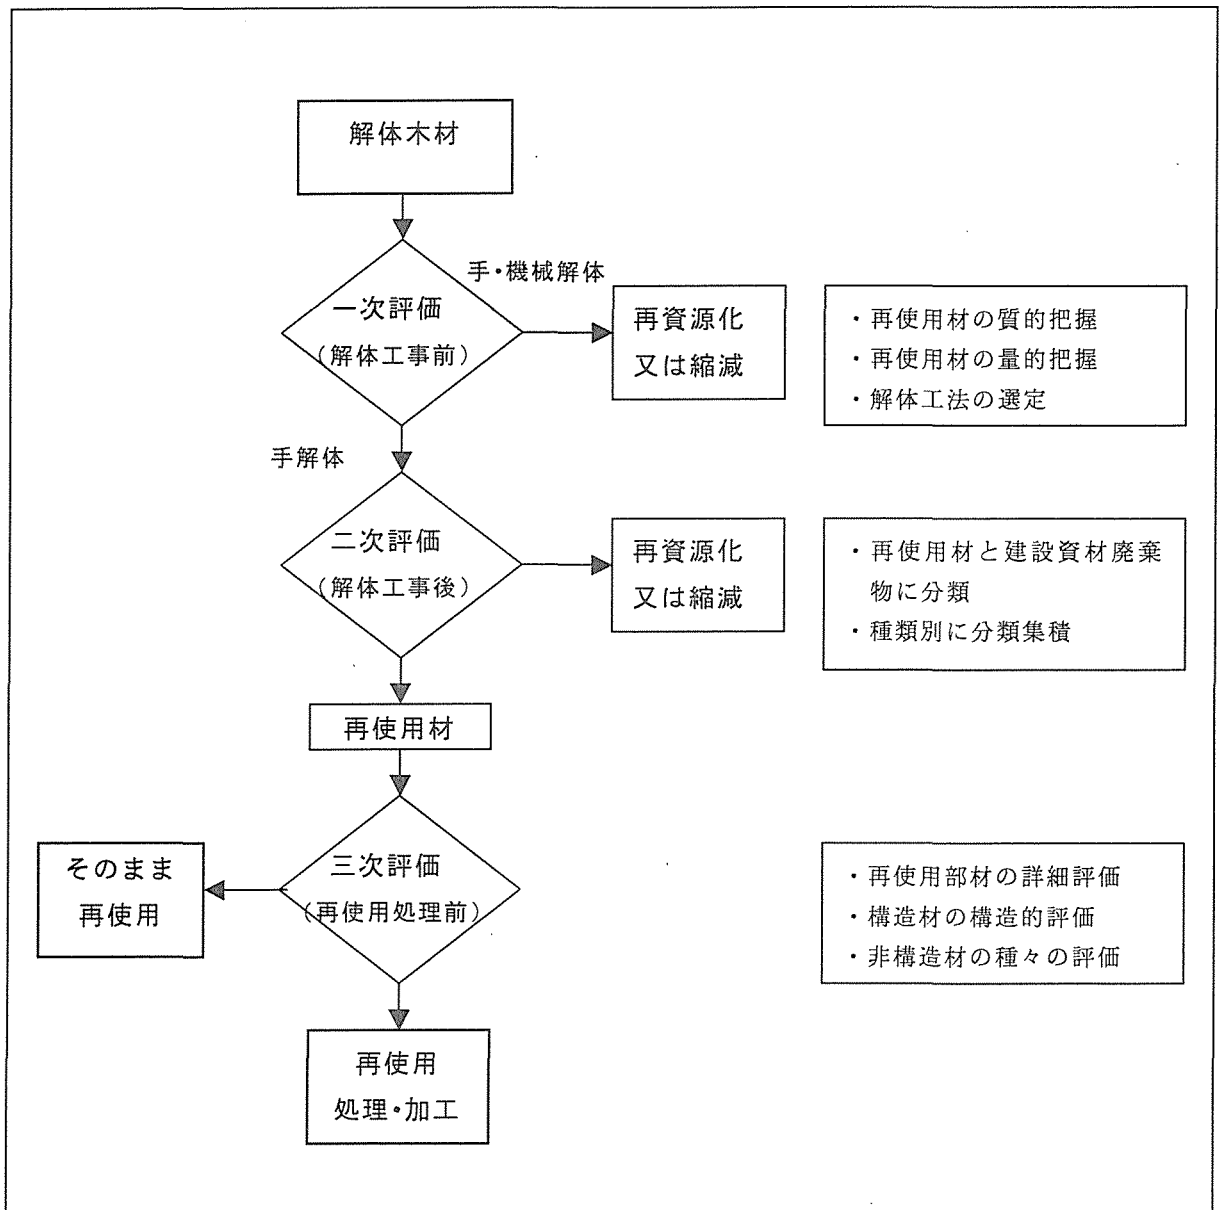 解体木材
手・機械解体
一次評価
(解体工事前)
再資源化
又は縮減
・再使用材の質的把握
・再使用材の量的把握
・解体工法の選定
手解体
二次評価
(解体工事後)
再資源化
又は縮減
・再使用材と建設資材廃棄
物に分類
・種類別に分類集積
再使用材
そのまま
再使用
三次評価
(再使用処理前)
・再使用部材の詳細評価
・構造材の構造的評価
・非構造材の種々の評価
再使用
処理・加工